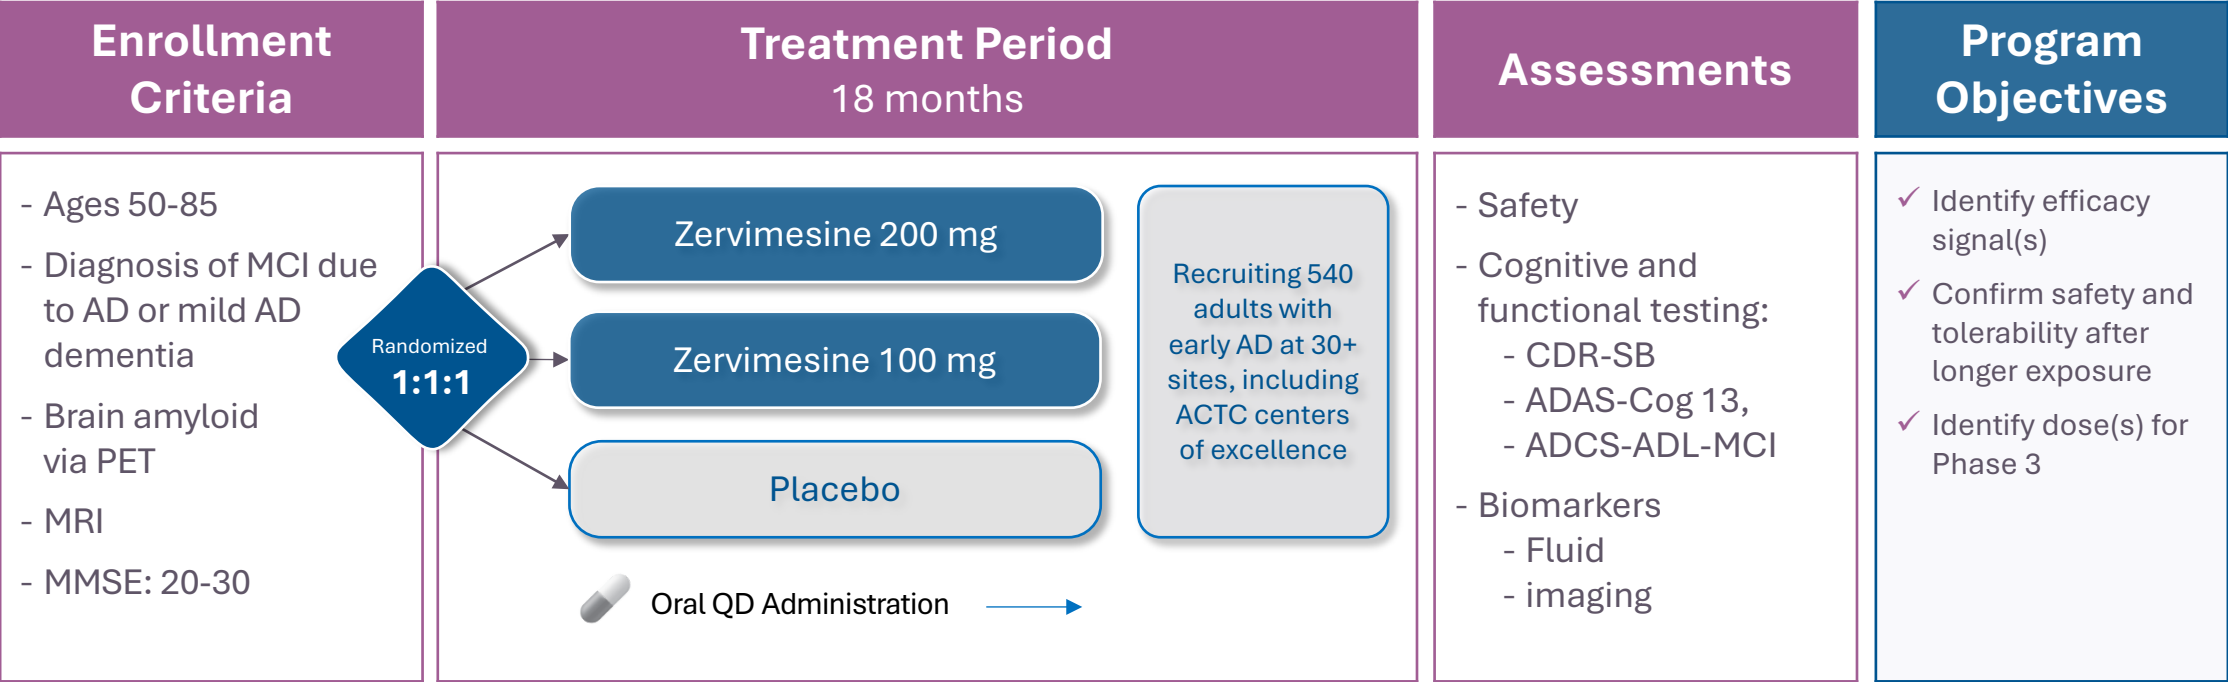 Enrollment
Criteria
- Ages 50-85
- Diagnosis of MCI due
to AD or mild AD
dementia
- Brain amyloid
via PET
- MRI
- MMSE: 20-30
Treatment Period
18 months
Randomized
1:1:1
Zervimesine 200 mg
Zervimesine 100 mg
Placebo
Oral QD Administration
Recruiting 540
adults with
early AD at 30+
sites, including
ACTC centers
of excellence
Assessments
- Safety
- Cognitive and
functional testing:
- CDR-SB
- ADAS-Cog 13,
- ADCS-ADL-MCI
- Biomarkers
- Fluid
- imaging
Program
Objectives
✓ Identify efficacy
signal(s)
✓ Confirm safety and
tolerability after
longer exposure
✓ Identify dose(s) for
Phase 3